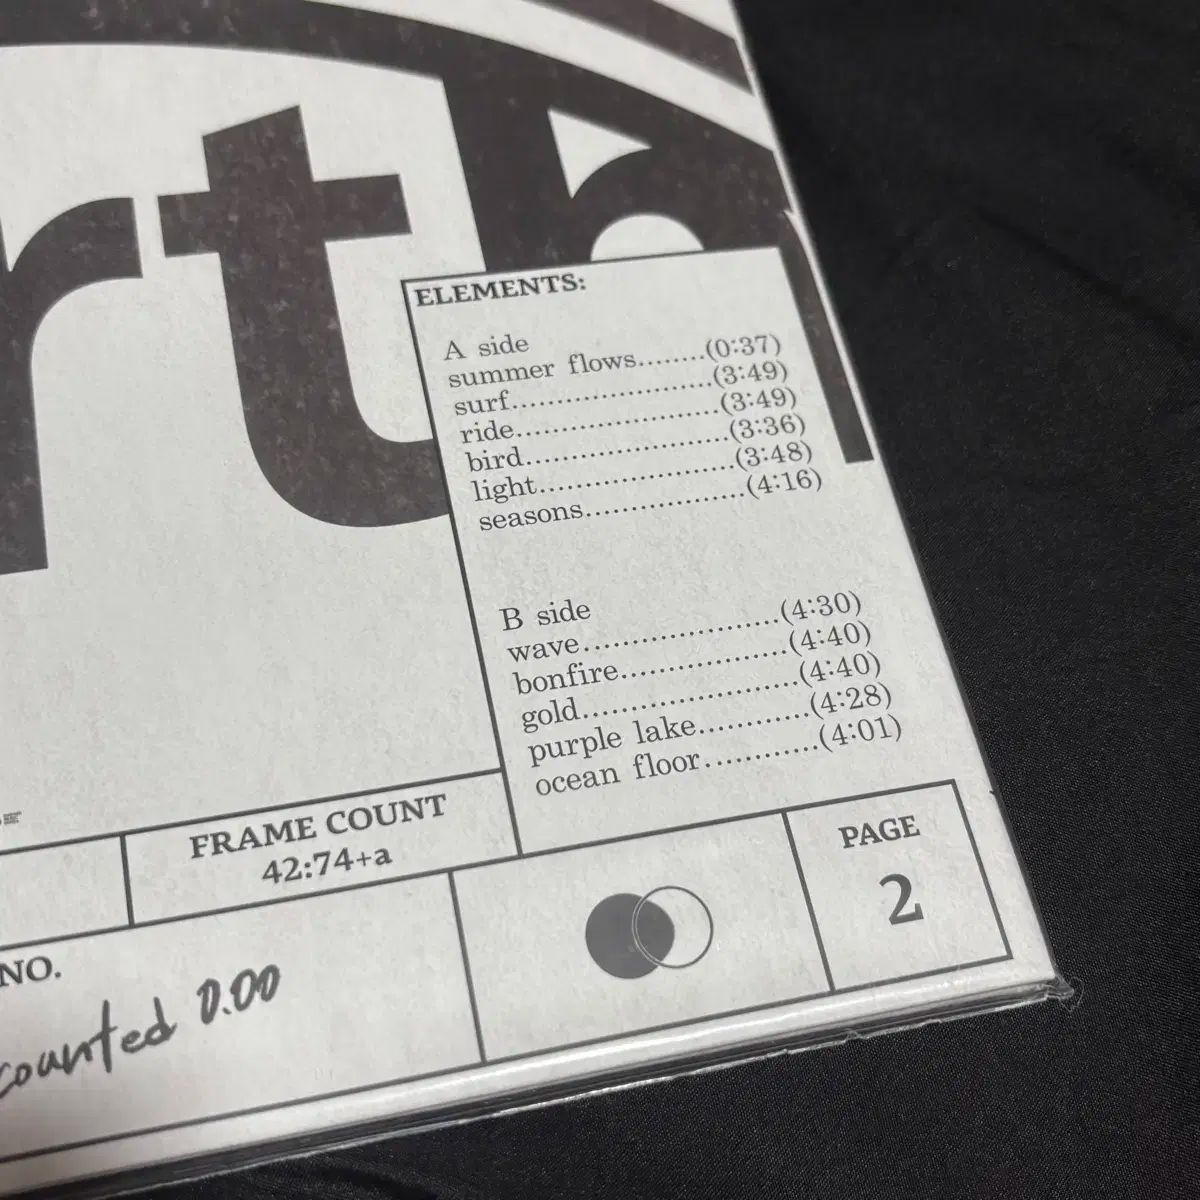 rth
ELEMENTS:
A side
summer flows........(0:37)
surf......................(3:49)
ride.......................(3:49)
bird.......................(3:36)
light......................(3:48)
seasons..................(4:16)
B side
wave......................(4:30)
bonfire..................(4:40)
gold.......................(4:40)
purple lake............(4:28)
ocean floor............(4:01)
FRAME COUNT
42:74+a
PAGE
2
NO.
counted 0.00